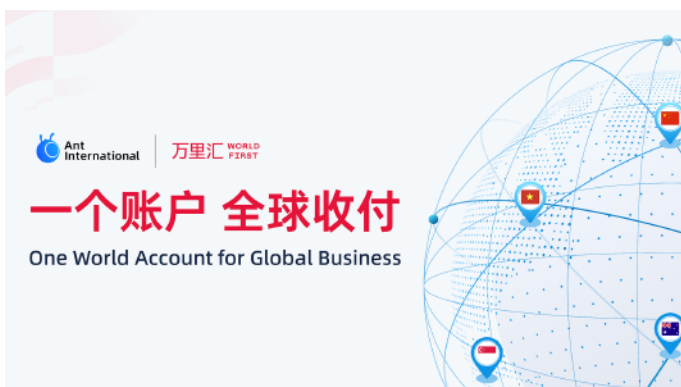 Ant
International
万里汇 WORLD
FIRST
一个账户 全球收付
One World Account for Global Business